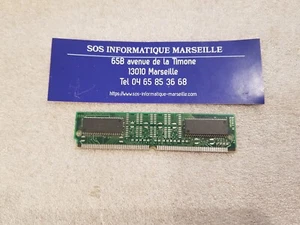 SOS INFORMATIQUE MARSEILLE
65B avenue de la Timone
13010 Marseille
Tel 04 65 85 36 68
https://www.sos-informatique-marseille.com/